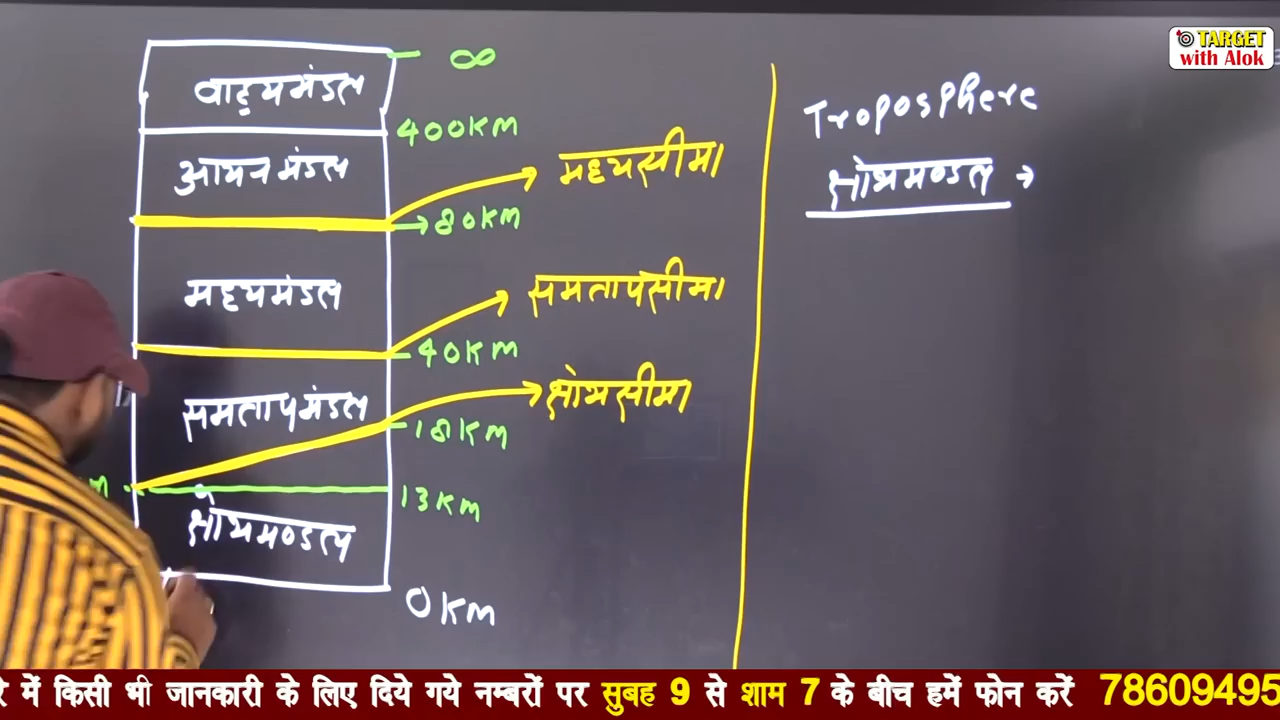 TARGET
with Alok
∞
वाह्यमंडल
400KM
आयनमंडल
मध्यसीमा
80KM
मध्यमंडल
समतापसीमा
40KM
समतापमंडल
क्षोभसीमा
18KM
13KM
क्षोभमण्डल
0KM
Troposphere
क्षोभमण्डल →
रे में किसी भी जानकारी के लिए दिये गये नम्बरों पर सुबह 9 से शाम 7 के बीच हमें फोन करें 78609495